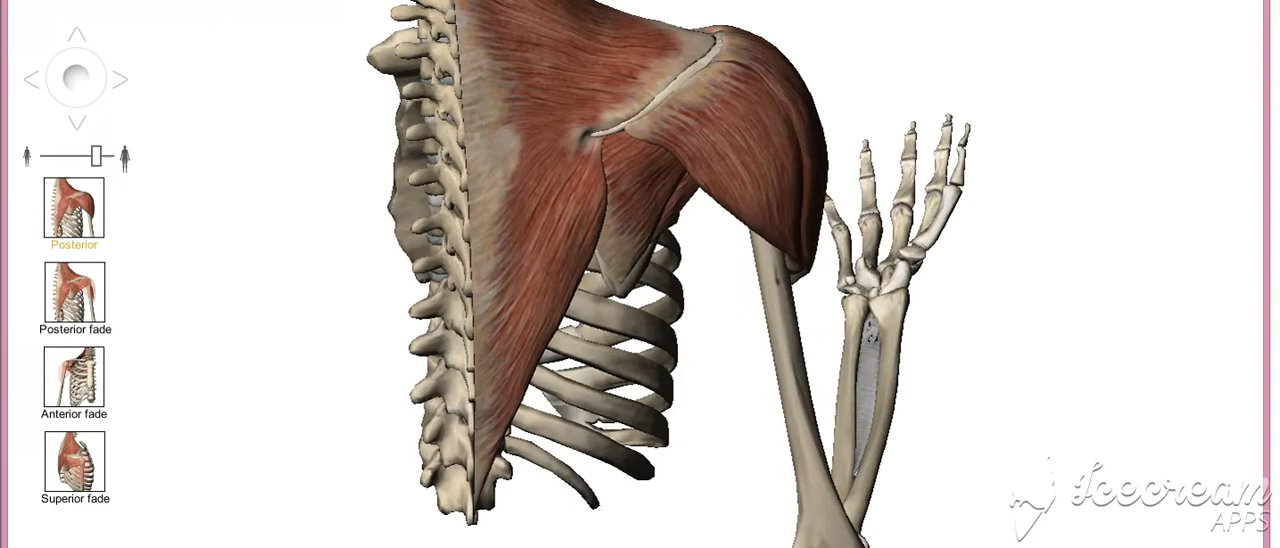 Posterior
Posterior fade
Anterior fade
Superior fade
Icecream
APPS